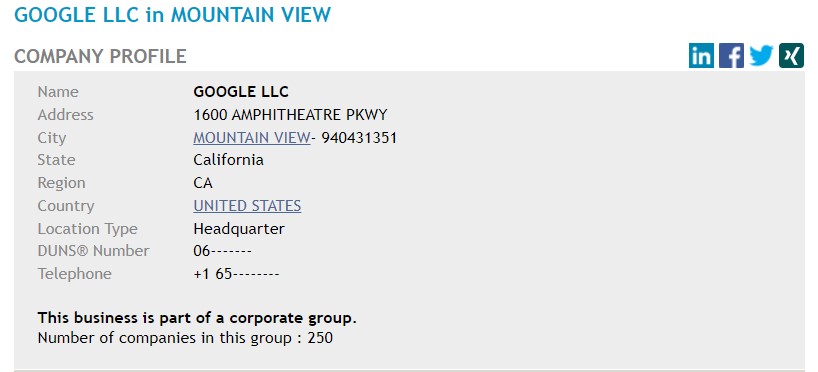 GOOGLE LLC in MOUNTAIN VIEW
COMPANY PROFILE
in f X
Name GOOGLE LLC
Address 1600 AMPHITHEATRE PKWY
City MOUNTAIN VIEW- 940431351
State California
Region CA
Country UNITED STATES
Location Type Headquarter
DUNS® Number 06-------
Telephone +1 65--------
This business is part of a corporate group.
Number of companies in this group : 250